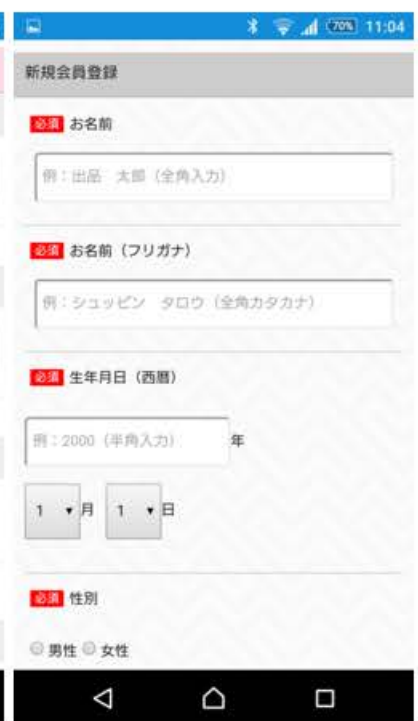 70% 11:04
新規会員登録
必須 お名前
例：出品　太郎（全角入力）
必須 お名前（フリガナ）
例：シュッピン　タロウ（全角カタカナ）
必須 生年月日（西暦）
例：2000（半角入力） 年
1 ▼ 月 1 ▼ 日
必須 性別
男性 女性